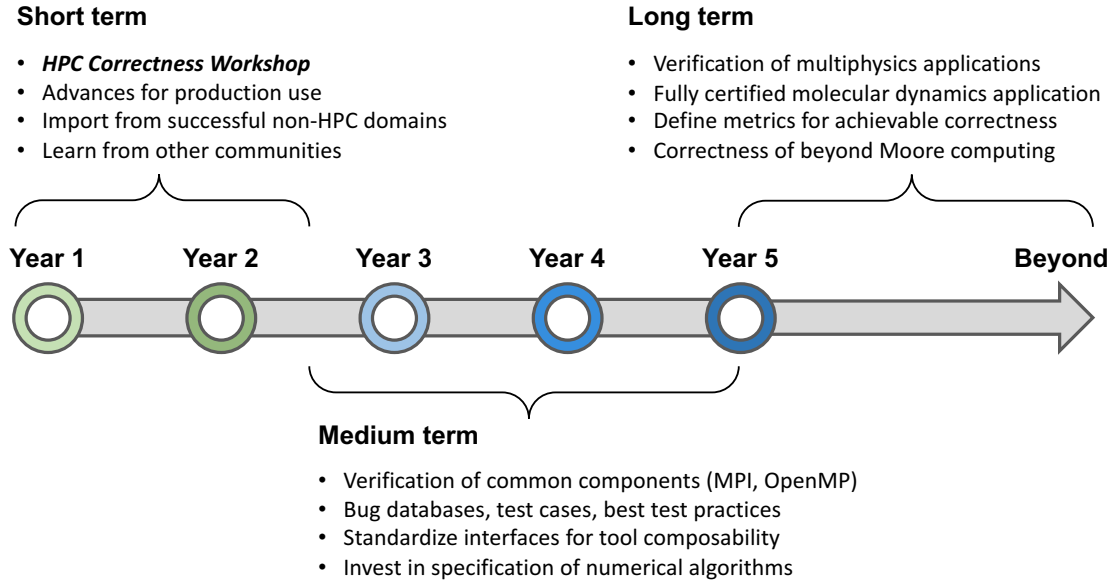 Short term
• HPC Correctness Workshop
• Advances for production use
• Import from successful non-HPC domains
• Learn from other communities
Long term
• Verification of multiphysics applications
• Fully certified molecular dynamics application
• Define metrics for achievable correctness
• Correctness of beyond Moore computing
Year 1
Year 2
Year 3
Year 4
Year 5
Beyond
Medium term
• Verification of common components (MPI, OpenMP)
• Bug databases, test cases, best test practices
• Standardize interfaces for tool composability
• Invest in specification of numerical algorithms